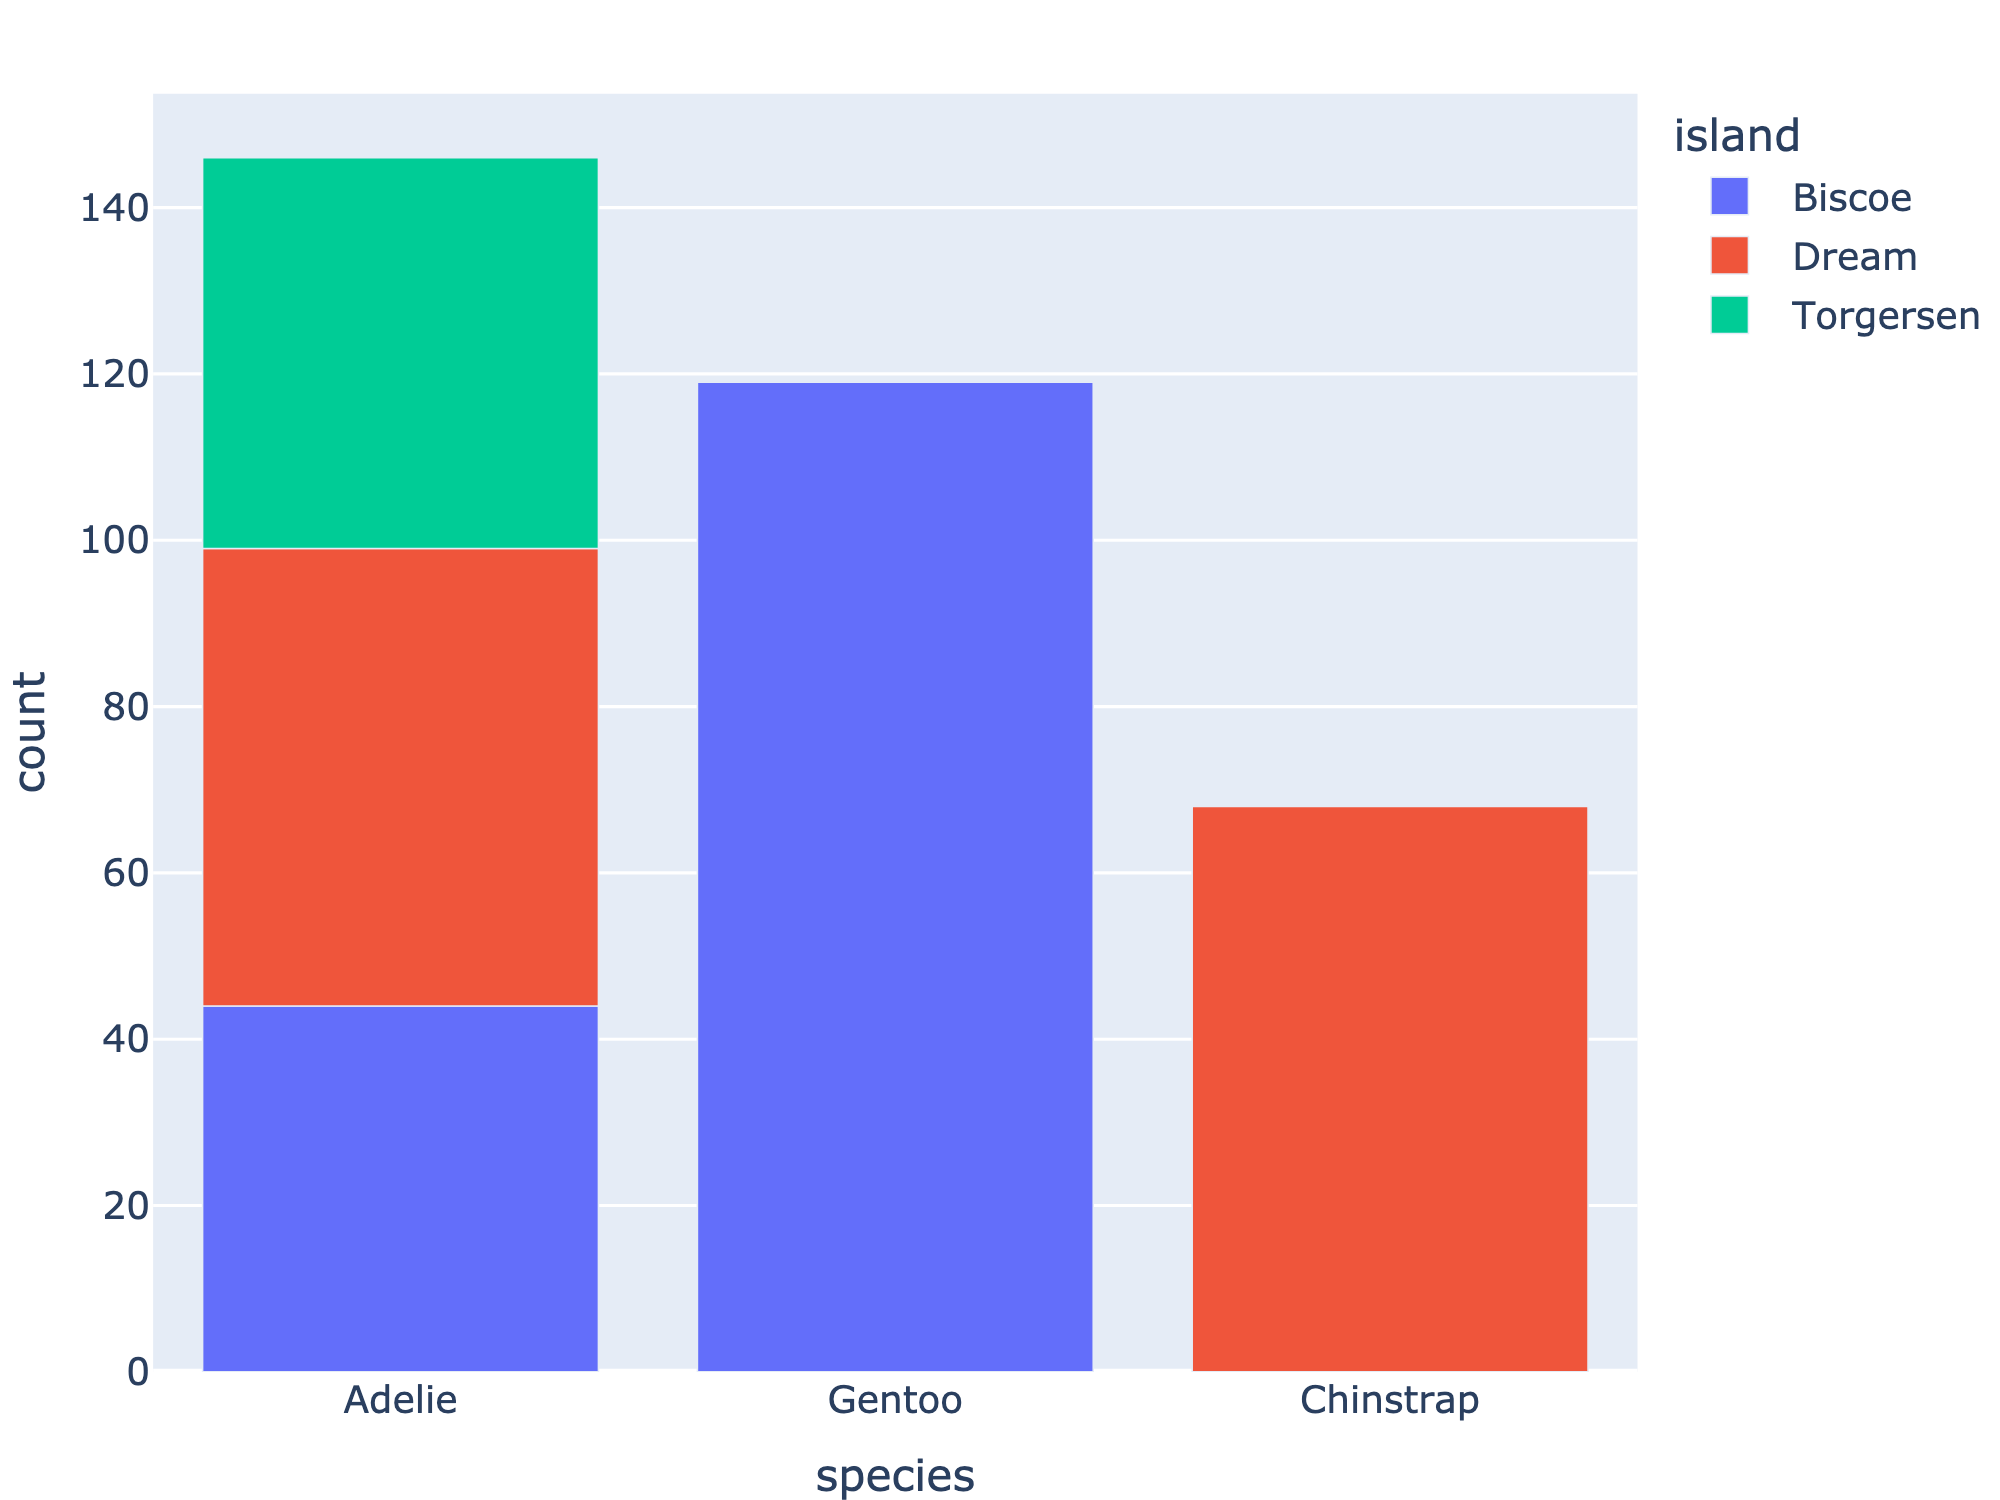 island
Biscoe
Dream
Torgersen
count
140
120
100
80
60
40
20
0
Adelie
Gentoo
Chinstrap
species